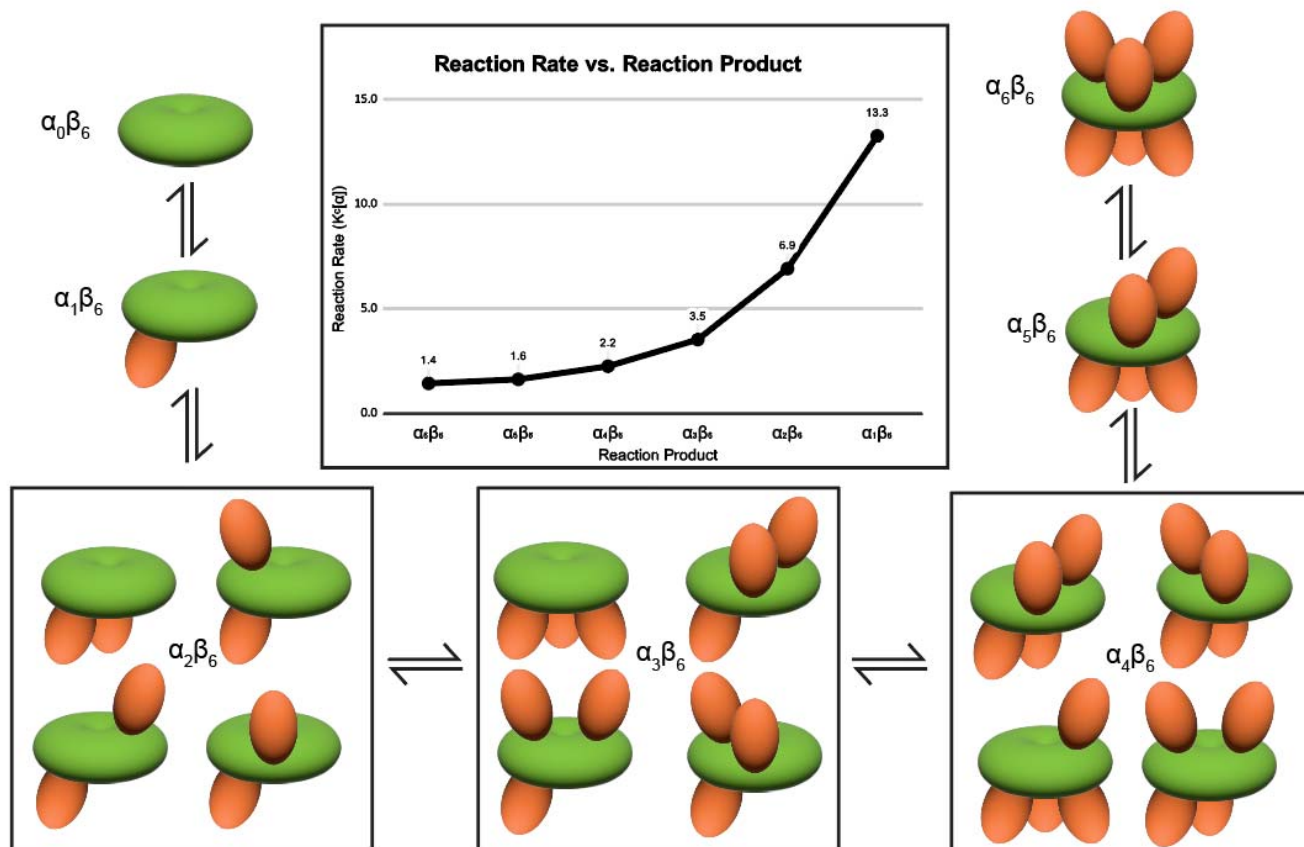 Reaction Rate vs. Reaction Product
α₀β₆
α₁β₆
Reaction Rate (Kᶜ[α])
15.0
10.0
5.0
0.0
1.4
1.6
2.2
3.5
6.9
13.3
α₆β₆
α₅β₆
α₄β₆
α₃β₆
α₂β₆
α₁β₆
Reaction Product
α₆β₆
α₅β₆
α₂β₆
α₃β₆
α₄β₆